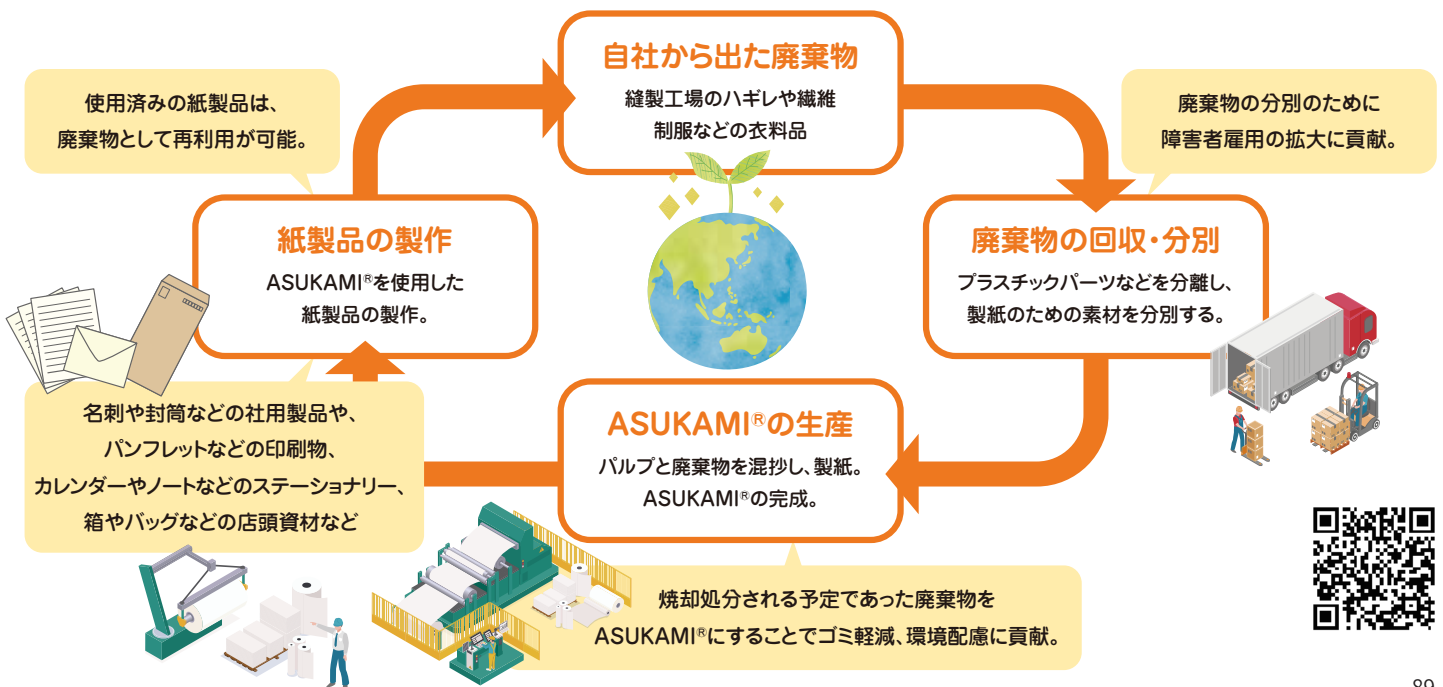 自社から出た廃棄物
縫製工場のハギレや繊維
制服などの衣料品
使用済みの紙製品は、
廃棄物として再利用が可能。
廃棄物の分別のために
障害者雇用の拡大に貢献。
紙製品の製作
ASUKAMI®を使用した
紙製品の製作。
廃棄物の回収・分別
プラスチックパーツなどを分離し、
製紙のための素材を分別する。
名刺や封筒などの社用製品や、
パンフレットなどの印刷物、
カレンダーやノートなどのステーショナリー、
箱やバッグなどの店頭資材など
ASUKAMI®の生産
パルプと廃棄物を混抄し、製紙。
ASUKAMI®の完成。
焼却処分される予定であった廃棄物を
ASUKAMI®にすることでゴミ軽減、環境配慮に貢献。
89